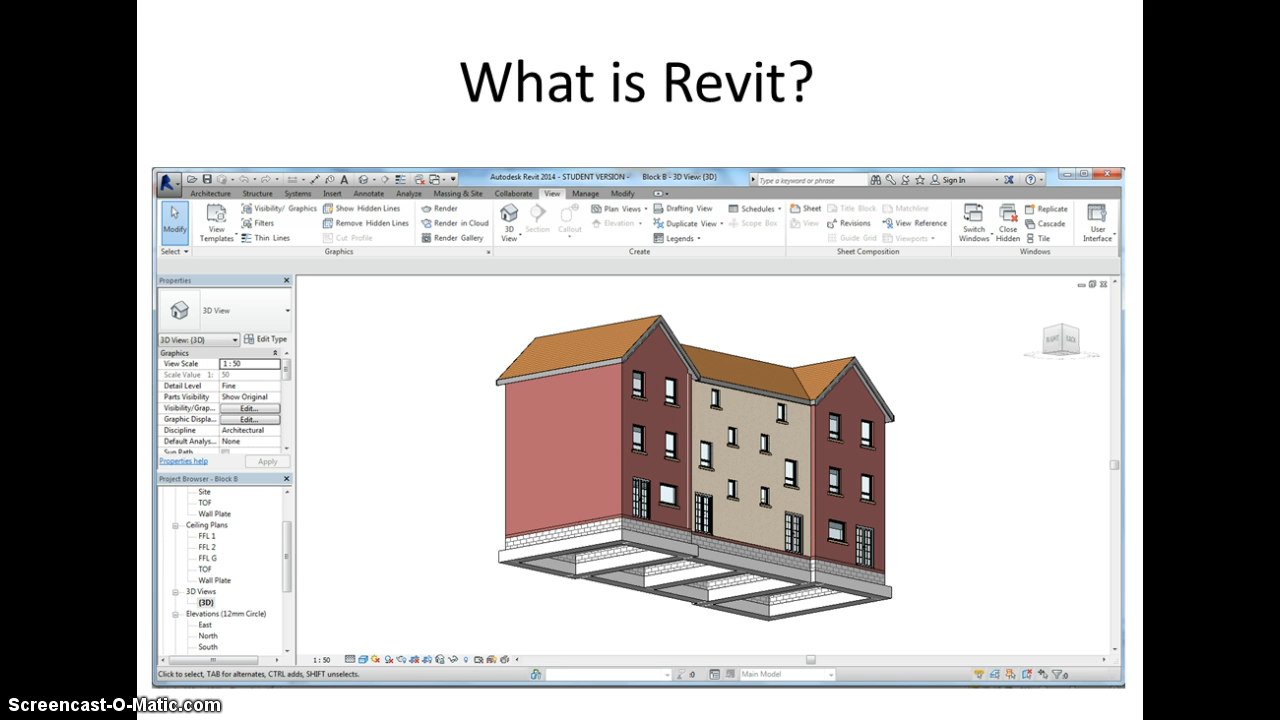 What is Revit?
Autodesk Revit 2014 - STUDENT VERSION - Block B - 3D View: {3D}
Type a keyword or phrase
Sign In
Architecture Structure Systems Insert Annotate Analyze Massing & Site Collaborate View Manage Modify
Modify
View Templates
Visibility/ Graphics
Filters
Thin Lines
Show Hidden Lines
Remove Hidden Lines
Cut Profile
Render
Render in Cloud
Render Gallery
3D View
Section
Callout
Plan Views
Elevation
Drafting View
Duplicate View
Legends
Schedules
Scope Box
Sheet
View
Title Block
Revisions
Guide Grid
Matchline
View Reference
Viewports
Switch Windows
Close Hidden
Replicate
Cascade
Tile
User Interface
Select Graphics Create Sheet Composition Windows
Properties
3D View
3D View: {3D} Edit Type
Graphics
View Scale 1 : 50
Scale Value 1: 50
Detail Level Fine
Parts Visibility Show Original
Visibility/Grap... Edit...
Graphic Displa... Edit...
Discipline Architectural
Default Analys... None
Sun Path
Properties help Apply
Project Browser - Block B
Site
TOF
Wall Plate
Ceiling Plans
FFL 1
FFL 2
FFL G
TOF
Wall Plate
3D Views
{3D}
Elevations (12mm Circle)
East
North
South
RIGHT BACK
1 : 50
Click to select, TAB for alternates, CTRL adds, SHIFT unselects.
:0
Main Model
:0
Screencast-O-Matic.com